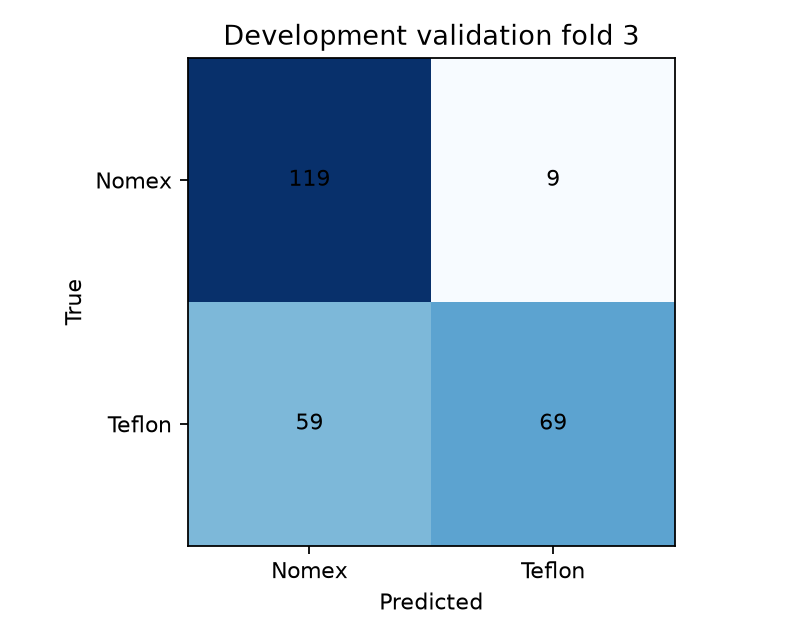 Development validation fold 3
True
Nomex
119
9
Teflon
59
69
Nomex
Teflon
Predicted